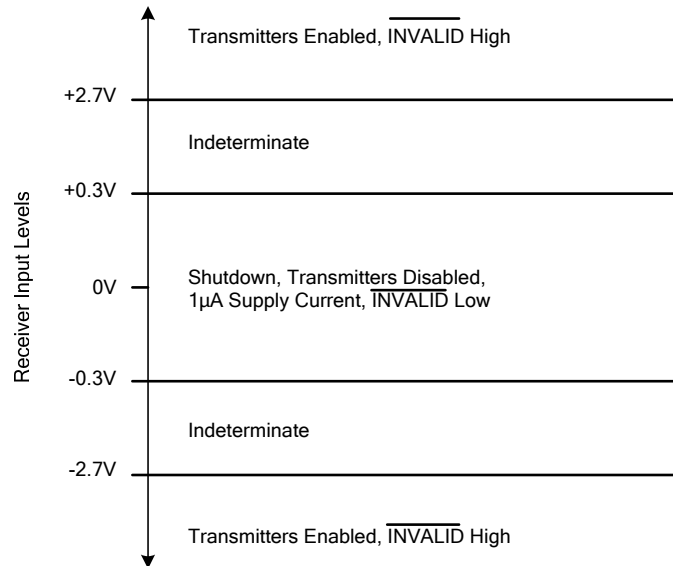 Transmitters Enabled, INVALID High
+2.7V
Indeterminate
+0.3V
Receiver Input Levels
0V
Shutdown, Transmitters Disabled,
1µA Supply Current, INVALID Low
-0.3V
Indeterminate
-2.7V
Transmitters Enabled, INVALID High